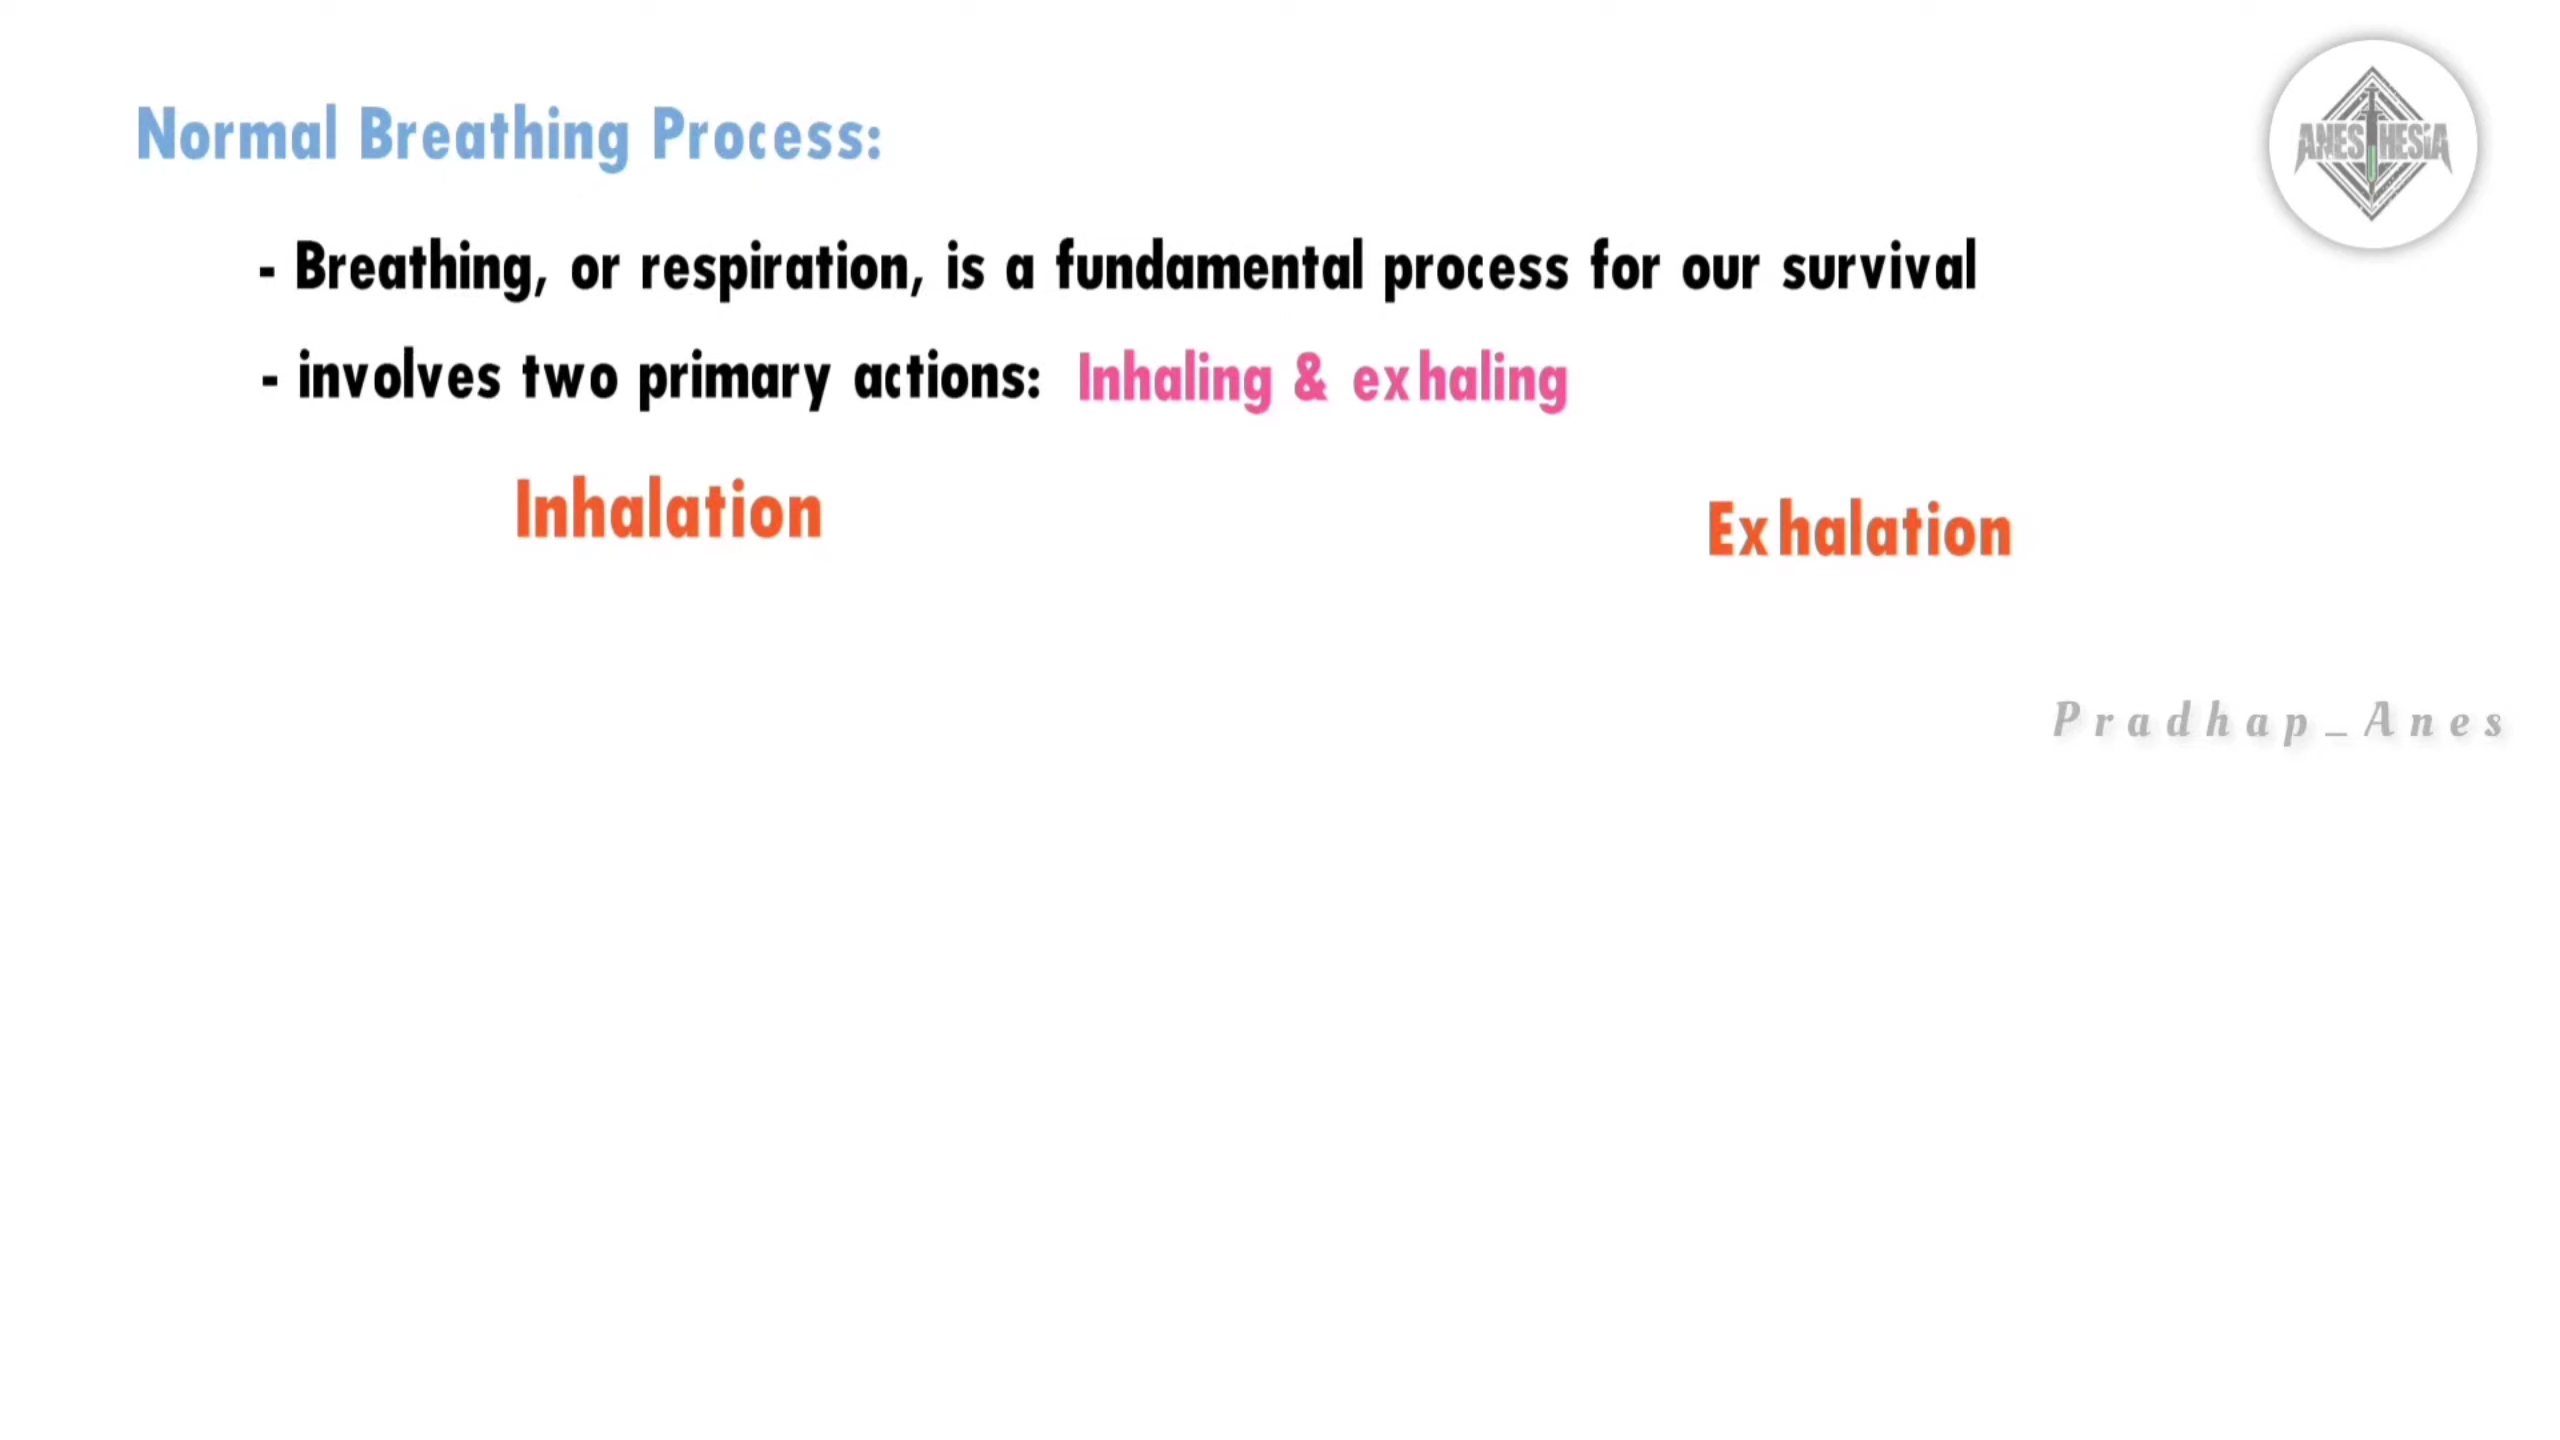 ANESTHESiA
Normal Breathing Process:
- Breathing, or respiration, is a fundamental process for our survival
- involves two primary actions: Inhaling & exhaling
Inhalation
Exhalation
Pradhap_Anes